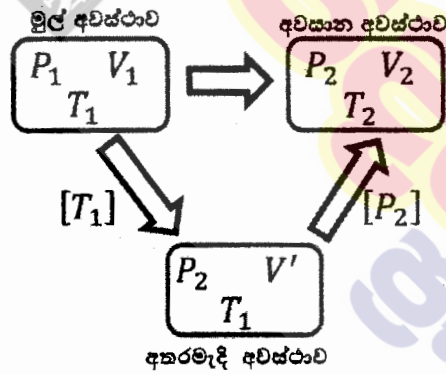 මුල් අවස්ථාව අවසාන අවස්ථාව
P₁ V₁ P₂ V₂
T₁ T₂
[T₁] [P₂]
P₂ V'
T₁
අතරමැදි අවස්ථාව